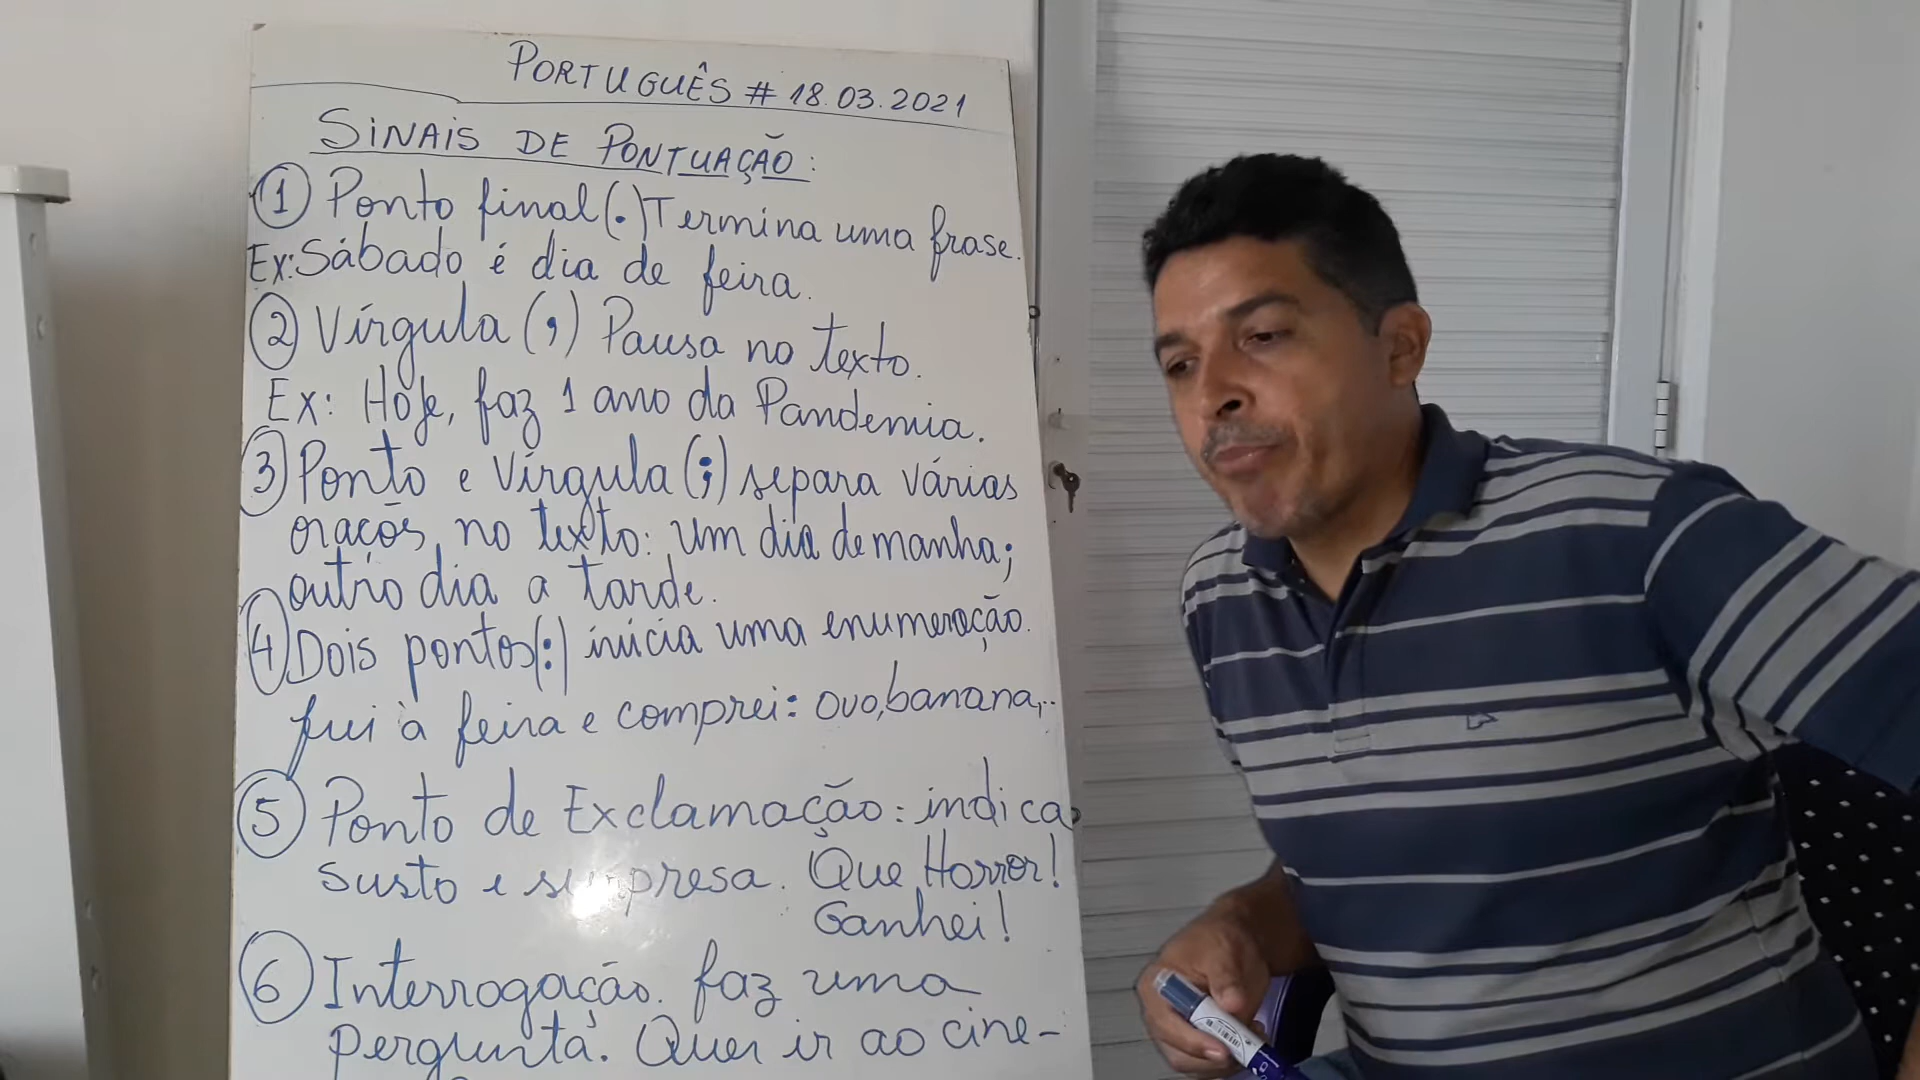 PORTUGUÊS # 18.03.2021
SINAIS DE PONTUAÇÃO:
① Ponto final (.) Termina uma frase.
Ex: Sábado é dia de feira.
② Vírgula (,) Pausa no texto.
Ex: Hoje, faz 1 ano da Pandemia.
③ Ponto e Vírgula (;) separa várias
oraçõs no texto: um dia de manha;
outro dia a tarde.
④ Dois pontos (:) inicia uma enumeração.
fui à feira e comprei: ovo, banana,..
⑤ Ponto de Exclamação: indica
susto e surpresa. Que Horror!
Ganhei!
⑥ Interrogação. faz uma
pergunta. Quer ir ao cine-